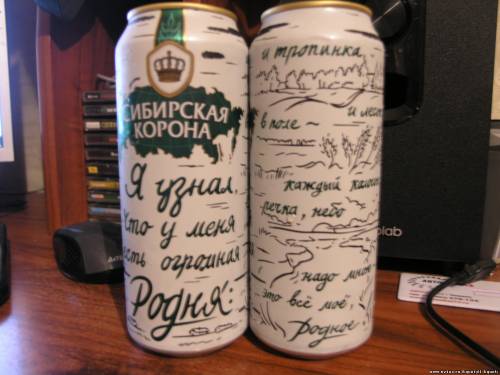 СИБИРСКАЯ
КОРОНА
Я узнал,
что у меня
есть огромная
Родня:
и тропинка,
в поле ~
каждый колосок
речка, небо
надо мною
это всё моё,
Родное!
olab